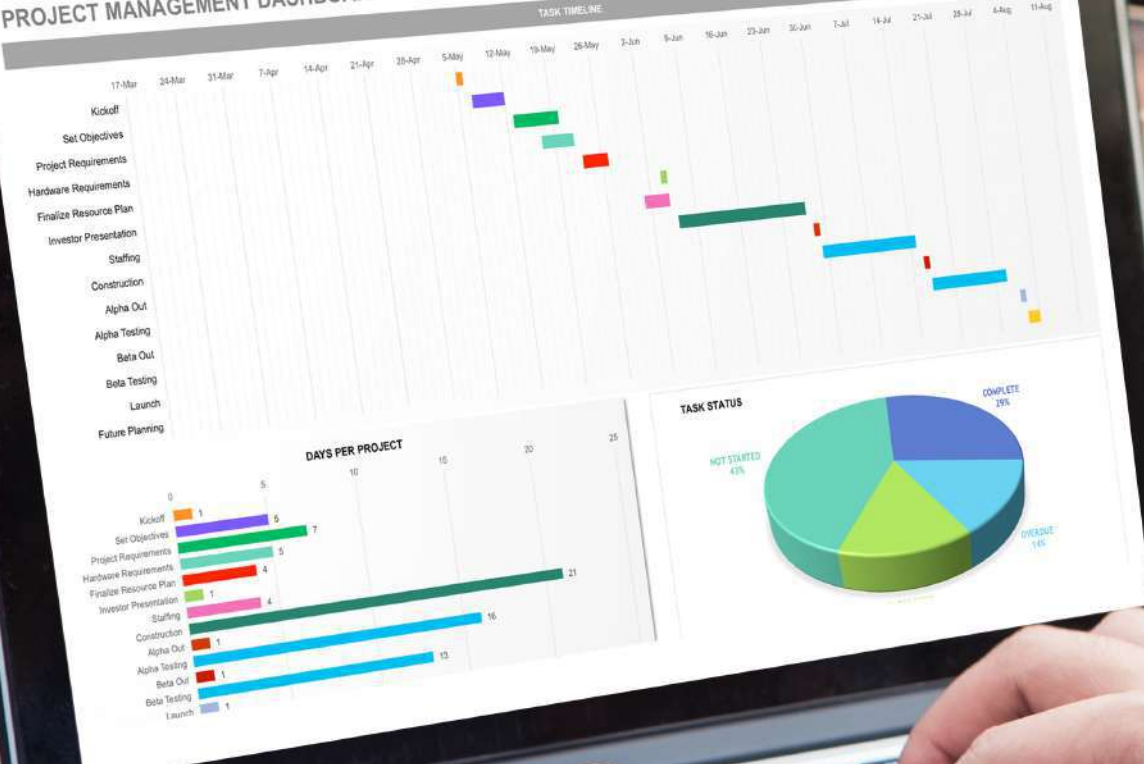 PROJECT MANAGEMENT
TASK TIMELINE
17-Mar 24-Mar 31-Mar 7-Apr 14-Apr 21-Apr 28-Apr 5-May 12-May 19-May 26-May 2-Jun 9-Jun 16-Jun 23-Jun 30-Jun 7-Jul 14-Jul 21-Jul 28-Jul 4-Aug 11-Aug
Kickoff
Set Objectives
Project Requirements
Hardware Requirements
Finalize Resource Plan
Investor Presentation
Staffing
Construction
Alpha Out
Alpha Testing
Beta Out
Beta Testing
Launch
Future Planning
DAYS PER PROJECT
0 5 10 15 20 25
Kickoff 1
Set Objectives 5
Project Requirements 7
Hardware Requirements 5
Finalize Resource Plan 4
Investor Presentation 1
Staffing 4
Construction 21
Alpha Out 1
Alpha Testing 16
Beta Out 1
Beta Testing 13
Launch 1
TASK STATUS
COMPLETE
29%
NOT STARTED
43%
OVERDUE
14%